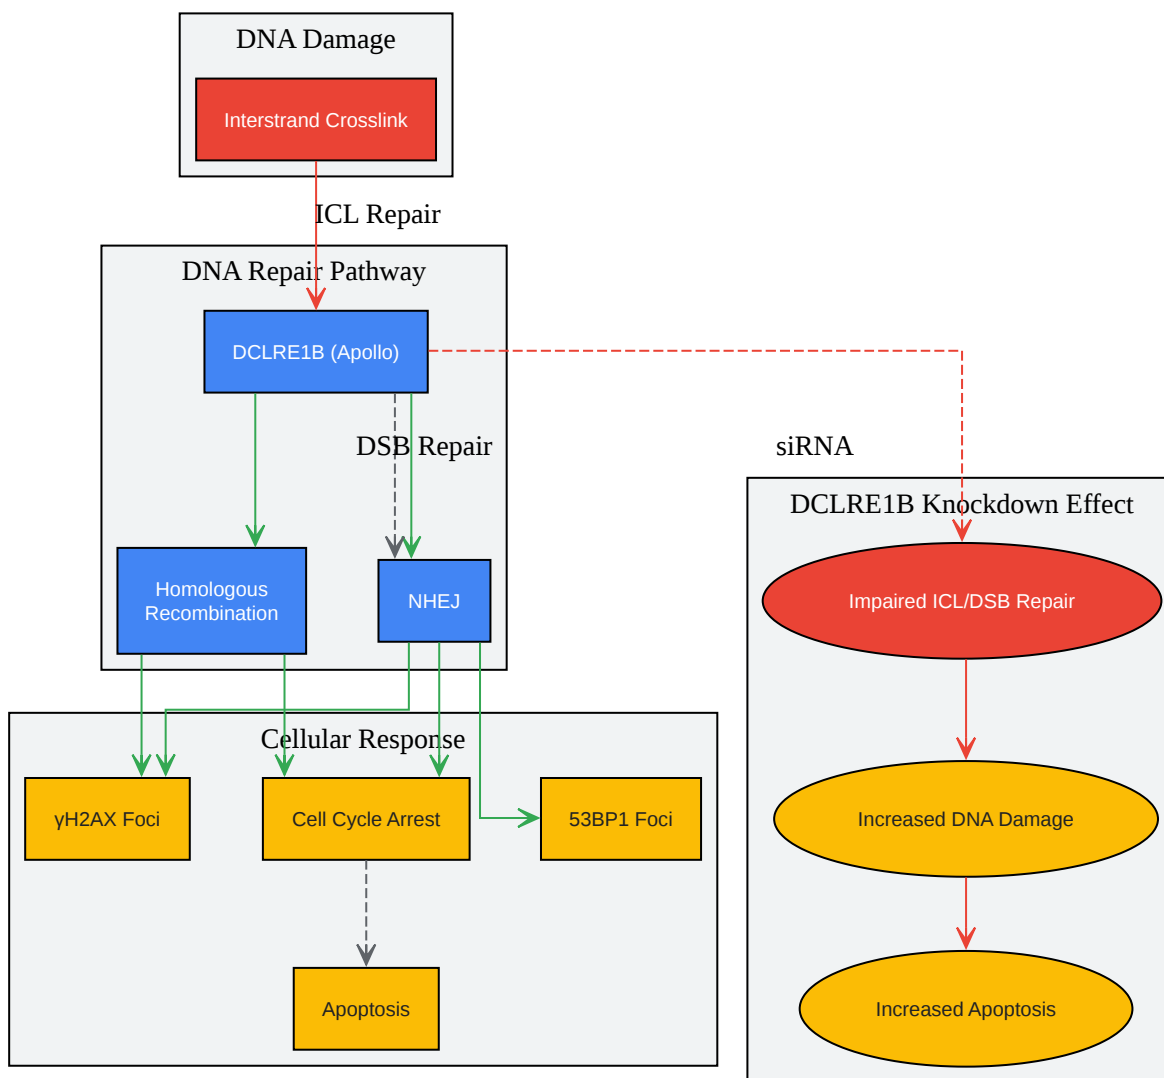 DNA Damage
Interstrand Crosslink
ICL Repair
DNA Repair Pathway
DCLRE1B (Apollo)
DSB Repair
siRNA
DCLRE1B Knockdown Effect
Homologous
Recombination
NHEJ
Impaired ICL/DSB Repair
Cellular Response
γH2AX Foci
Cell Cycle Arrest
53BP1 Foci
Increased DNA Damage
Apoptosis
Increased Apoptosis